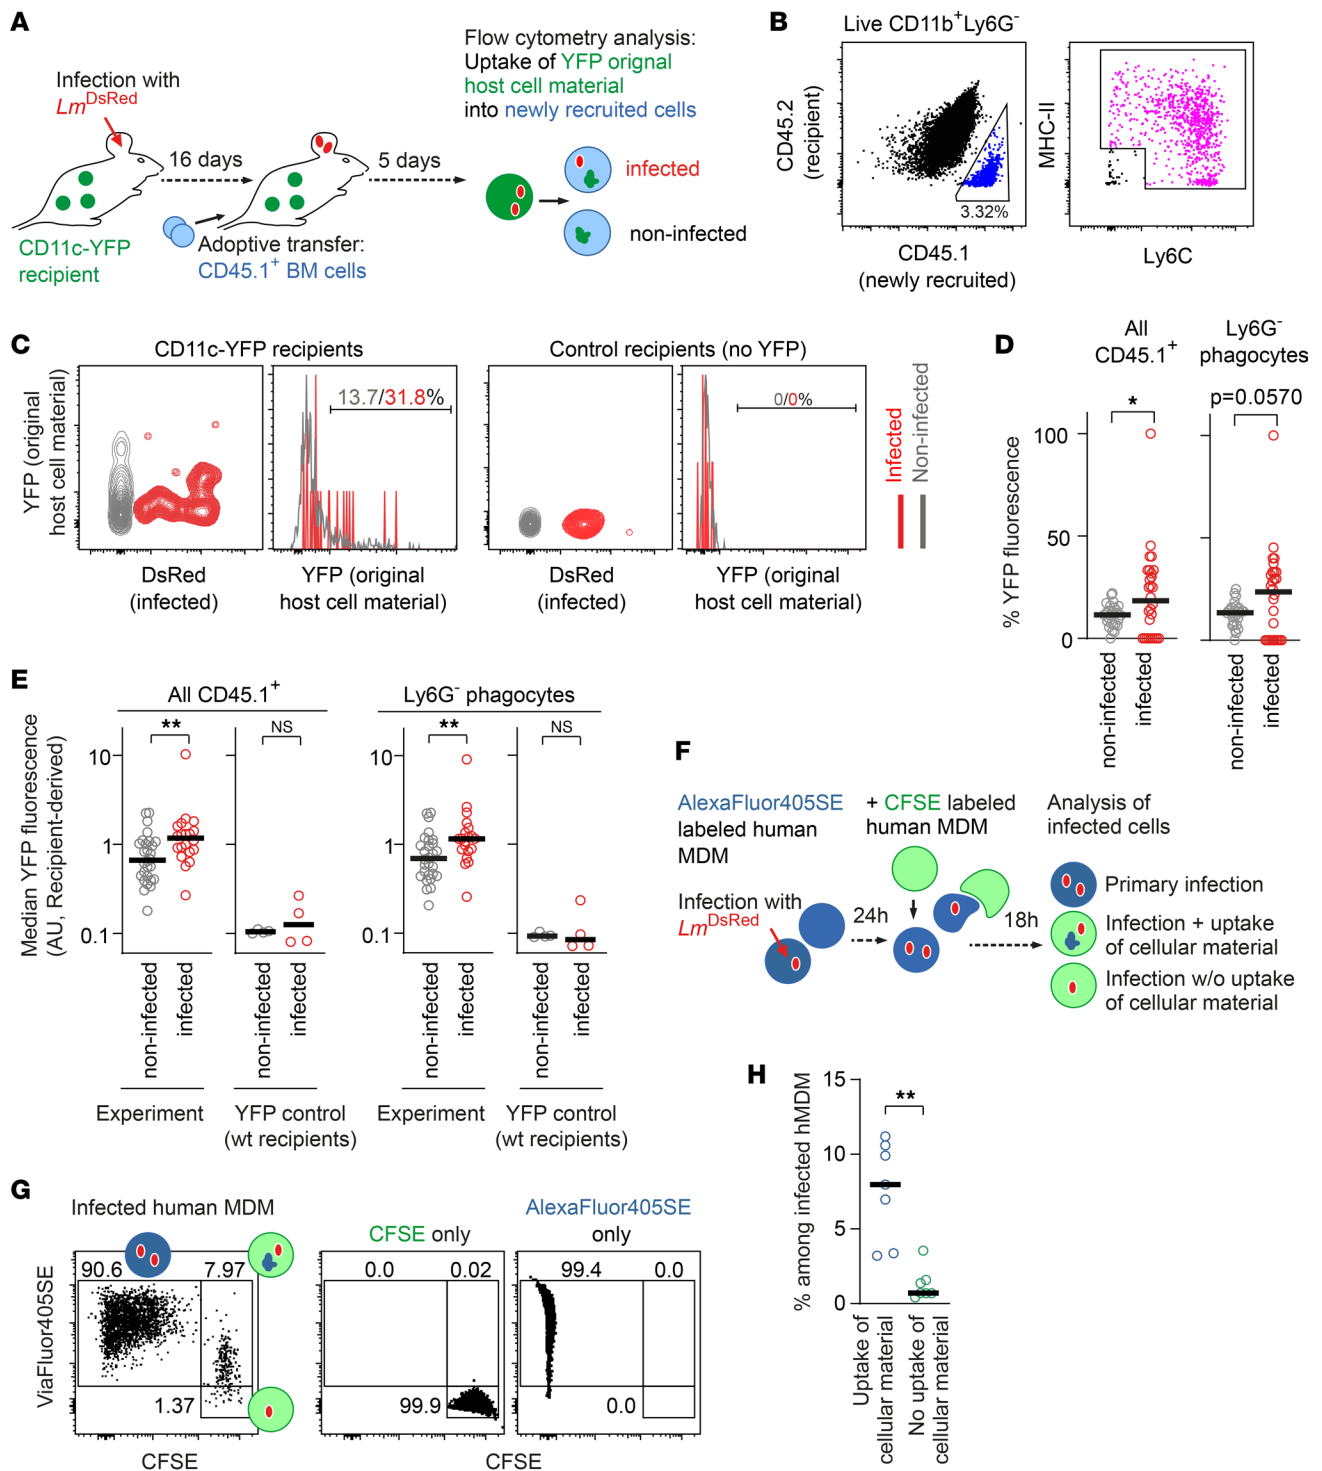 A
Infection with
LmDsRed
16 days
5 days
CD11c-YFP
recipient
Adoptive transfer:
CD45.1+ BM cells
Flow cytometry analysis:
Uptake of YFP orignal
host cell material
into newly recruited cells
infected
non-infected
B
Live CD11b+Ly6G-
CD45.2
(recipient)
3.32%
CD45.1
(newly recruited)
MHC-II
Ly6C
C
CD11c-YFP recipients
Control recipients (no YFP)
YFP (original
host cell material)
13.7/31.8%
0/0%
DsRed
(infected)
YFP (original
host cell material)
DsRed
(infected)
YFP (original
host cell material)
Infected
Non-infected
D
All
CD45.1+
Ly6G-
phagocytes
*
p=0.0570
% YFP fluorescence
100
50
0
non-infected
infected
non-infected
infected
E
All CD45.1+
Ly6G- phagocytes
Median YFP fluorescence
(AU, Recipient-derived)
**
NS
**
NS
10
1
0.1
10
1
0.1
non-infected
infected
non-infected
infected
non-infected
infected
non-infected
infected
Experiment
YFP control
(wt recipients)
Experiment
YFP control
(wt recipients)
F
AlexaFluor405SE
labeled human
MDM
+ CFSE labeled
human MDM
Analysis of
infected cells
Infection with
LmDsRed
24h
18h
Primary infection
Infection + uptake
of cellular material
Infection w/o uptake
of cellular material
G
Infected human MDM
CFSE only
AlexaFluor405SE
only
90.6
7.97
1.37
0.0
0.02
99.9
99.4
0.0
0.0
ViaFluor405SE
CFSE
CFSE
H
% among infected hMDM
**
15
10
5
0
Uptake of
cellular material
No uptake of
cellular material